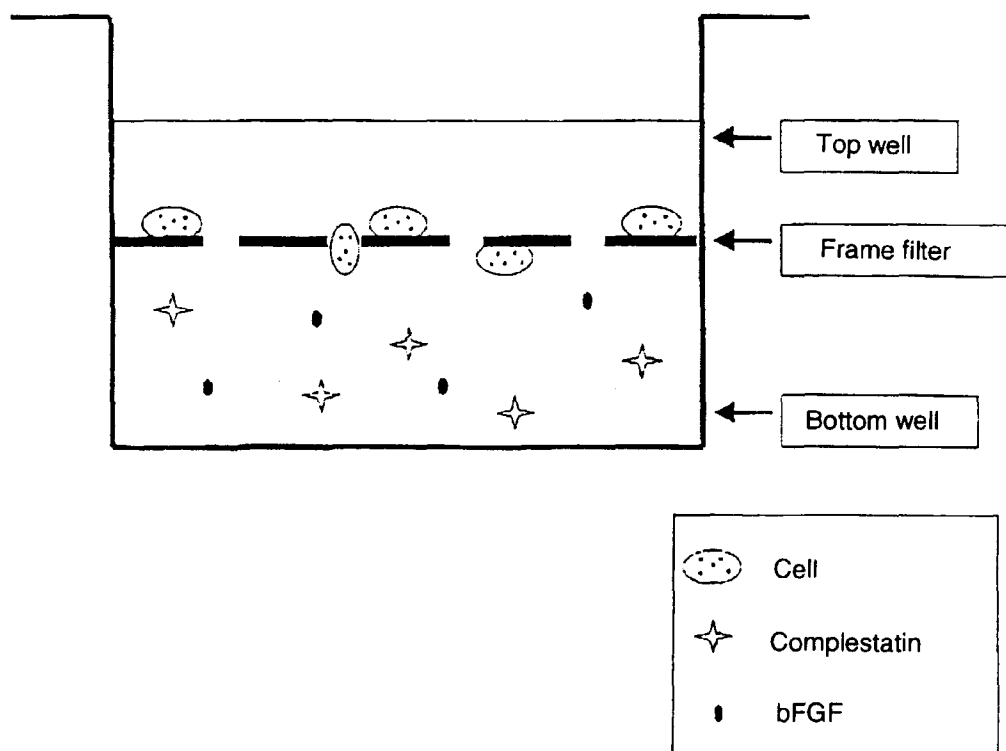 Top well
Frame filter
Bottom well
Cell
Complestatin
bFGF